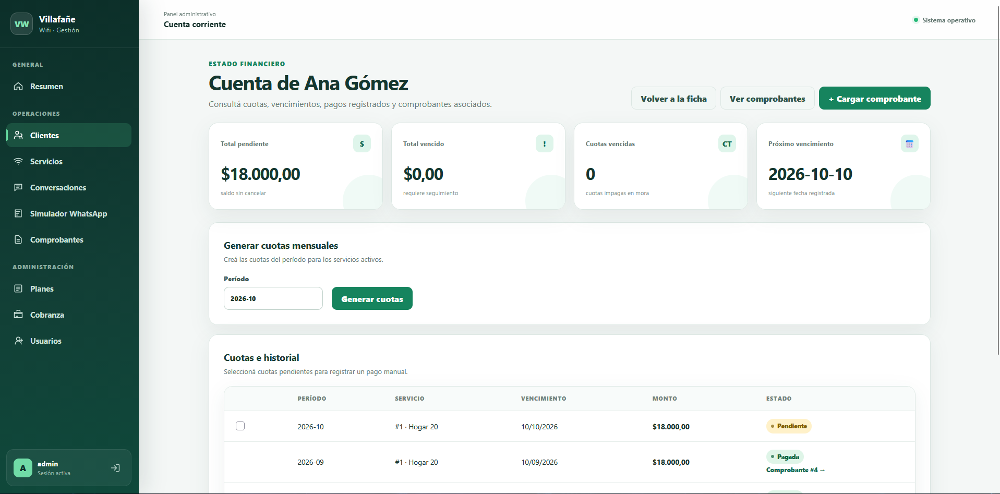 VW
Villafañe
Wifi · Gestión
GENERAL
Resumen
OPERACIONES
Clientes
Servicios
Conversaciones
Simulador WhatsApp
Comprobantes
ADMINISTRACIÓN
Planes
Cobranza
Usuarios
A
admin
Sesión activa
Panel administrativo
Cuenta corriente
Sistema operativo
ESTADO FINANCIERO
Cuenta de Ana Gómez
Consultá cuotas, vencimientos, pagos registrados y comprobantes asociados.
Volver a la ficha
Ver comprobantes
+ Cargar comprobante
Total pendiente
$
$18.000,00
saldo sin cancelar
Total vencido
!
$0,00
requiere seguimiento
Cuotas vencidas
CT
0
cuotas impagas en mora
Próximo vencimiento
2026-10-10
siguiente fecha registrada
Generar cuotas mensuales
Creá las cuotas del período para los servicios activos.
Período
2026-10
Generar cuotas
Cuotas e historial
Seleccioná cuotas pendientes para registrar un pago manual.
PERÍODO SERVICIO VENCIMIENTO MONTO ESTADO
2026-10 #1 · Hogar 20 10/10/2026 $18.000,00 Pendiente
2026-09 #1 · Hogar 20 10/09/2026 $18.000,00 Pagada
Comprobante #4 →